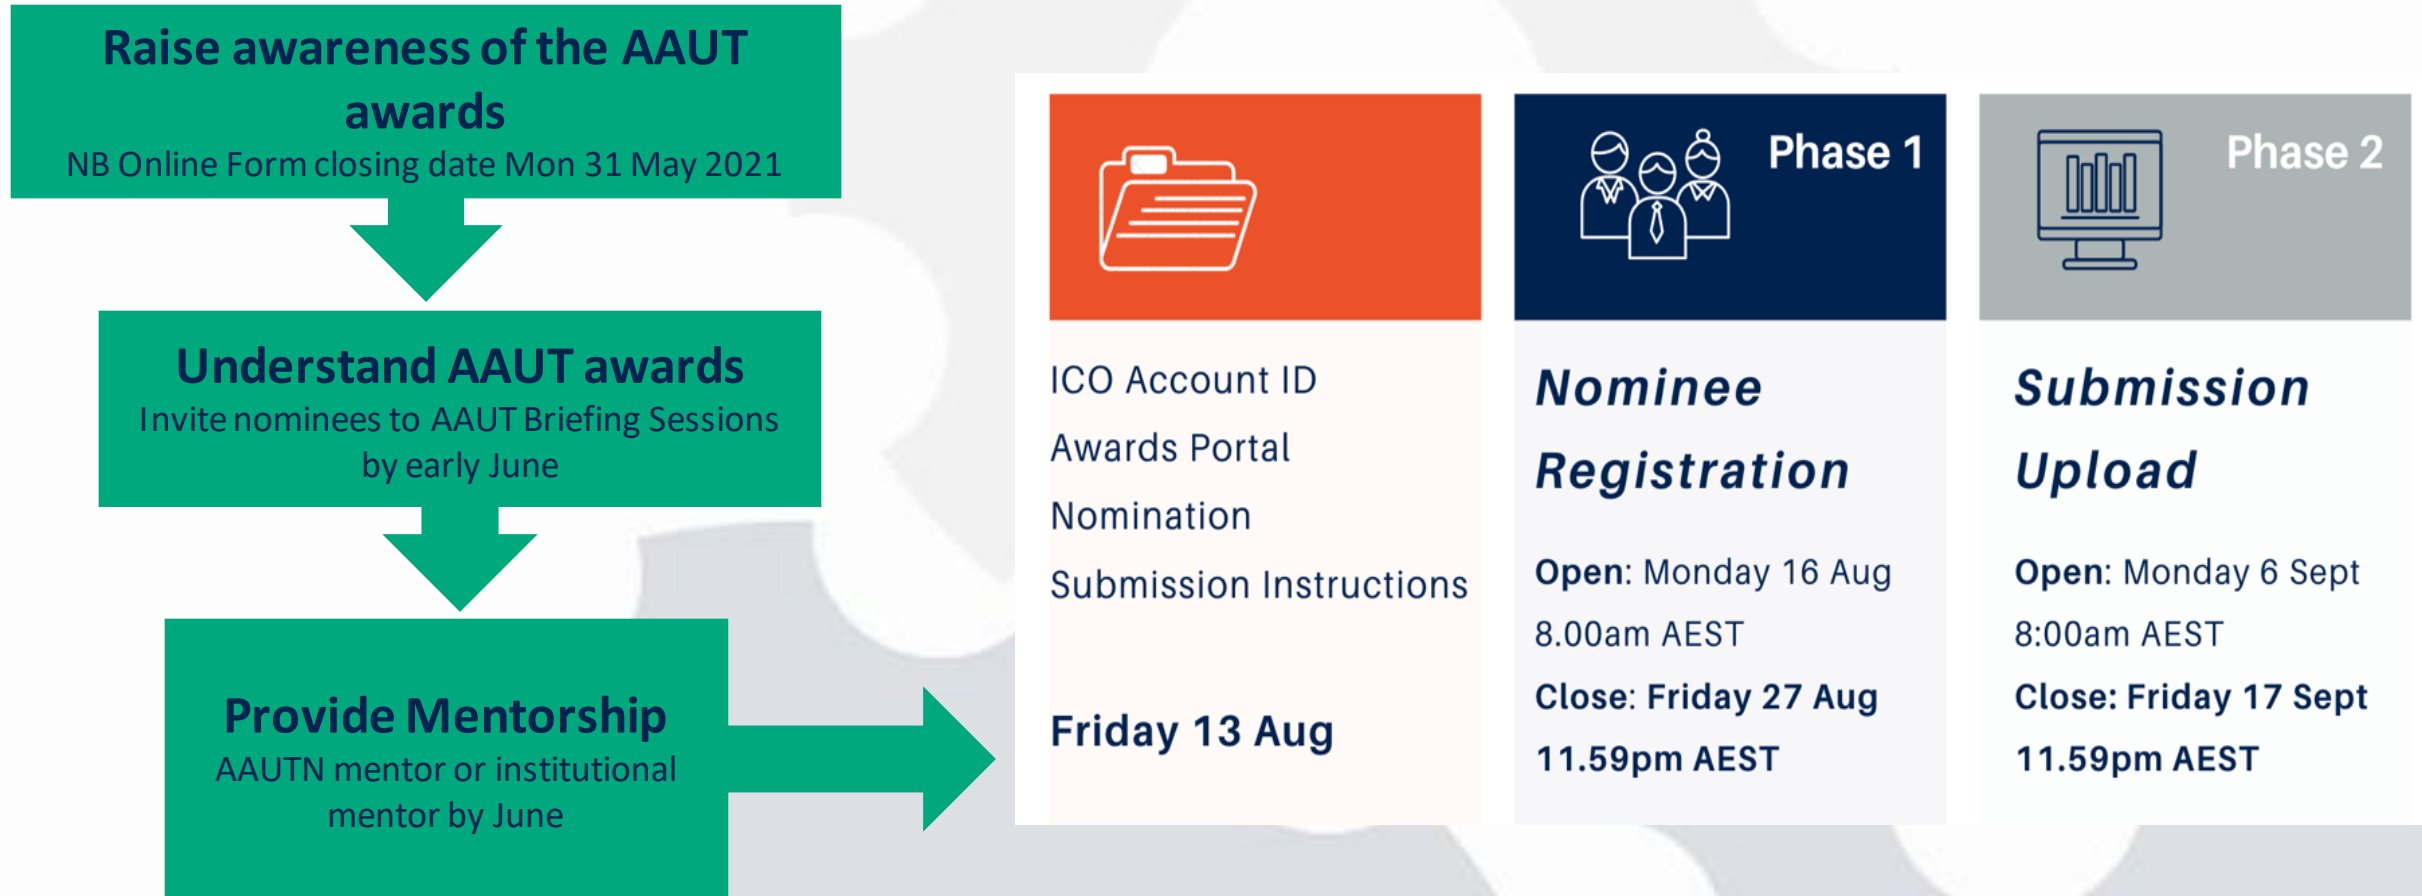 Raise awareness of the AAUT
awards
NB Online Form closing date Mon 31 May 2021
Understand AAUT awards
Invite nominees to AAUT Briefing Sessions
by early June
Provide Mentorship
AAUTN mentor or institutional
mentor by June
ICO Account ID
Awards Portal
Nomination
Submission Instructions
Friday 13 Aug
Phase 1
Nominee
Registration
Open: Monday 16 Aug
8.00am AEST
Close: Friday 27 Aug
11.59pm AEST
Phase 2
Submission
Upload
Open: Monday 6 Sept
8:00am AEST
Close: Friday 17 Sept
11.59pm AEST